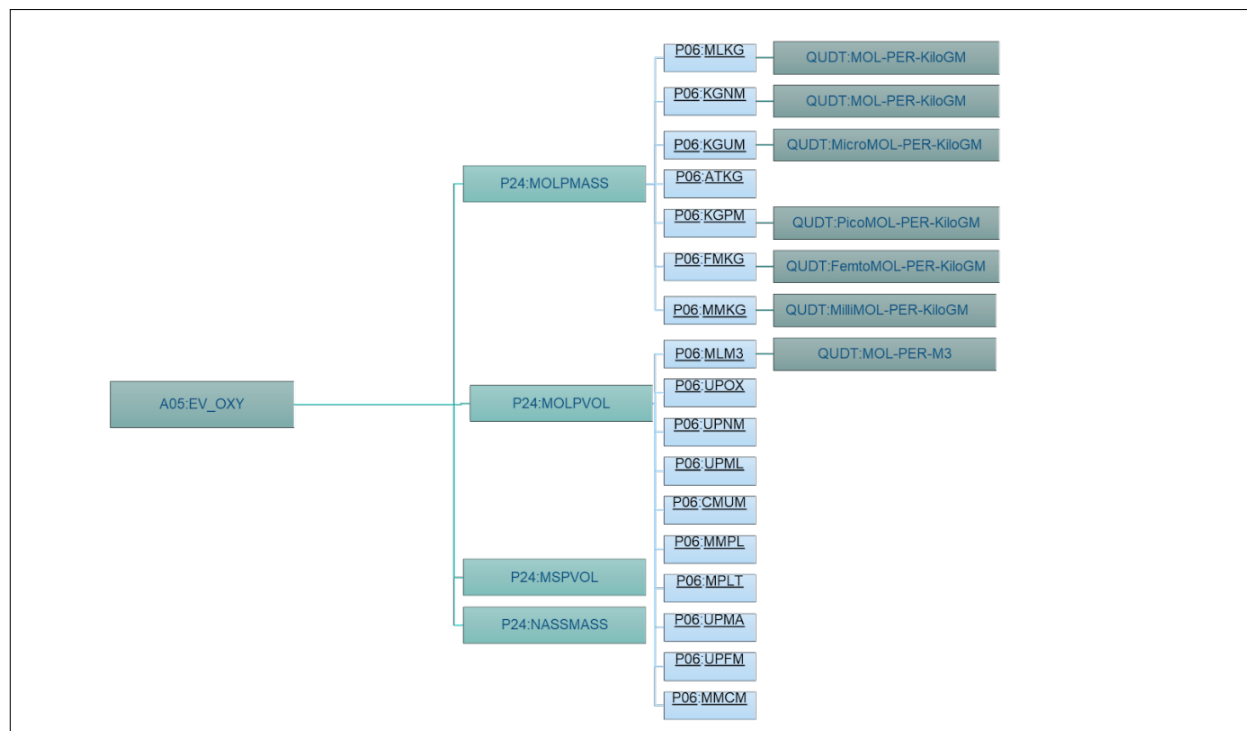 P06:MLKG
QUDT:MOL-PER-KiloGM
P06:KGNM
QUDT:MOL-PER-KiloGM
P06:KGUM
QUDT:MicroMOL-PER-KiloGM
P24:MOLPMASS
P06:ATKG
P06:KGPM
QUDT:PicoMOL-PER-KiloGM
P06:FMKG
QUDT:FemtoMOL-PER-KiloGM
P06:MMKG
QUDT:MilliMOL-PER-KiloGM
P06:MLM3
QUDT:MOL-PER-M3
P06:UPOX
A05:EV_OXY
P24:MOLPVOL
P06:UPNM
P06:UPML
P06:CMUM
P06:MMPL
P24:MSPVOL
P06:MPLT
P24:NASSMASS
P06:UPMA
P06:UPFM
P06:MMCM